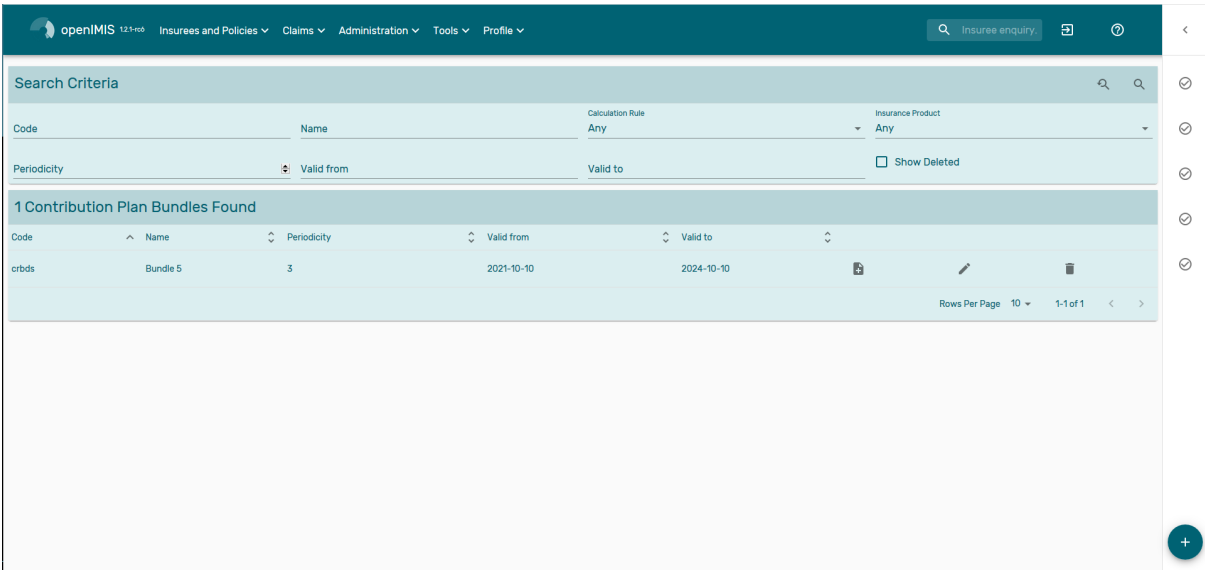 openIMIS 1.2.1-rc6 Insurees and Policies Claims Administration Tools Profile Insuree enquiry.
Search Criteria
Calculation Rule Insurance Product
Code Name Any Any
Periodicity Valid from Valid to Show Deleted
1 Contribution Plan Bundles Found
Code Name Periodicity Valid from Valid to
crbds Bundle 5 3 2021-10-10 2024-10-10
Rows Per Page 10 1-1 of 1